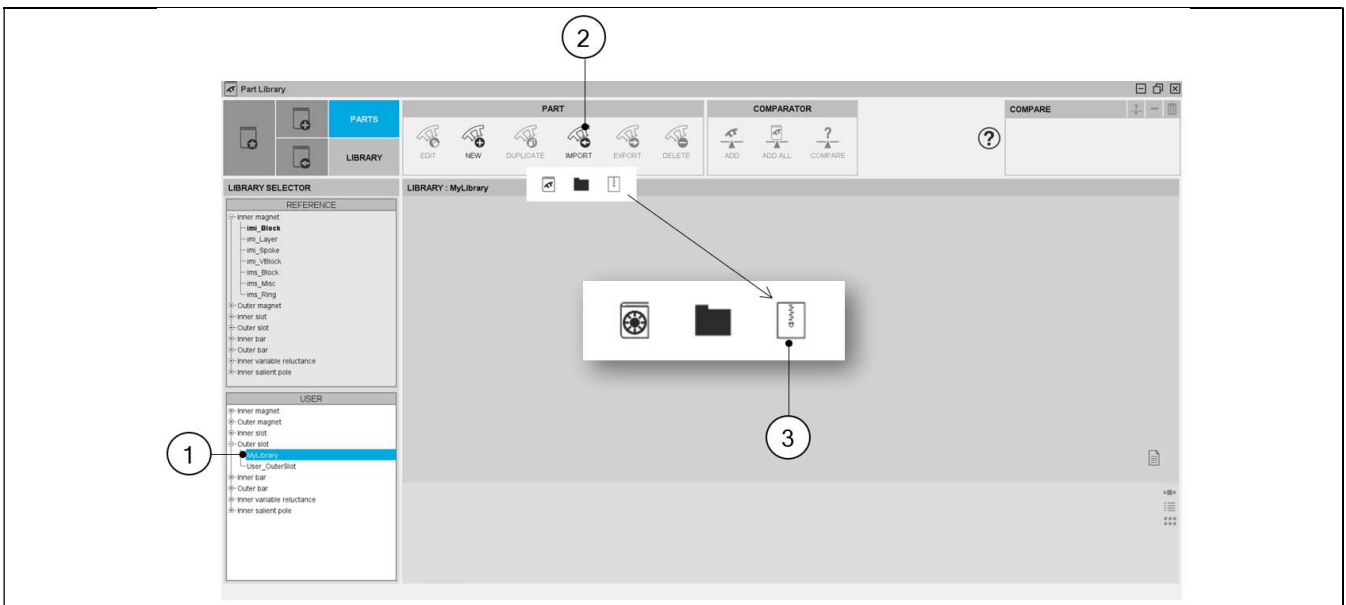 2
Part Library
PARTS
LIBRARY
PART
EDIT NEW DUPLICATE IMPORT EXPORT DELETE
COMPARATOR
ADD ADD ALL COMPARE
?
COMPARE
LIBRARY SELECTOR
LIBRARY : MyLibrary
REFERENCE
Inner magnet
imi_Block
imi_Layer
imi_Spoke
imi_VBlock
ims_Block
ims_Misc
ims_Ring
Outer magnet
Inner slot
Outer slot
Inner bar
Outer bar
Inner variable reluctance
Inner salient pole
USER
Inner magnet
Outer magnet
Inner slot
Outer slot
MyLibrary
User_OuterSlot
Inner bar
Outer bar
Inner variable reluctance
Inner salient pole
1
3